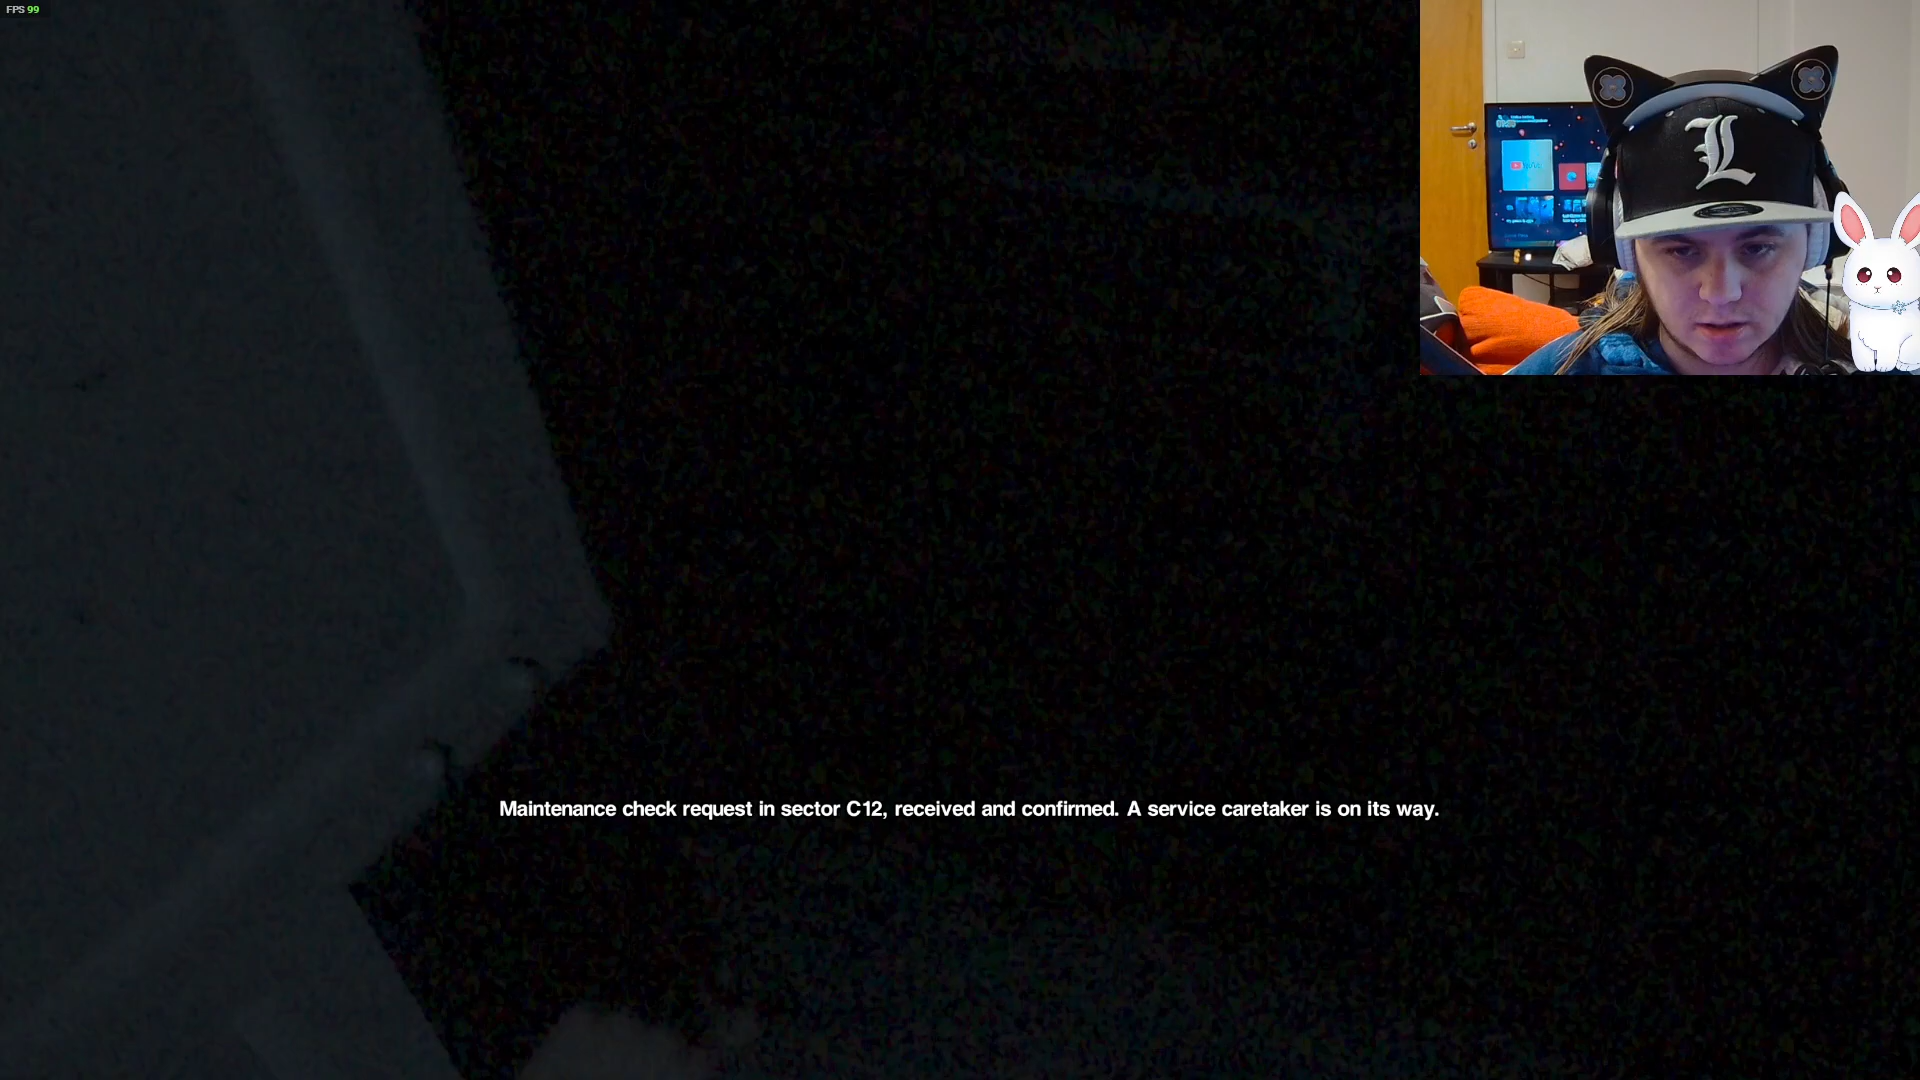 FPS 99
L
Maintenance check request in sector C12, received and confirmed. A service caretaker is on its way.